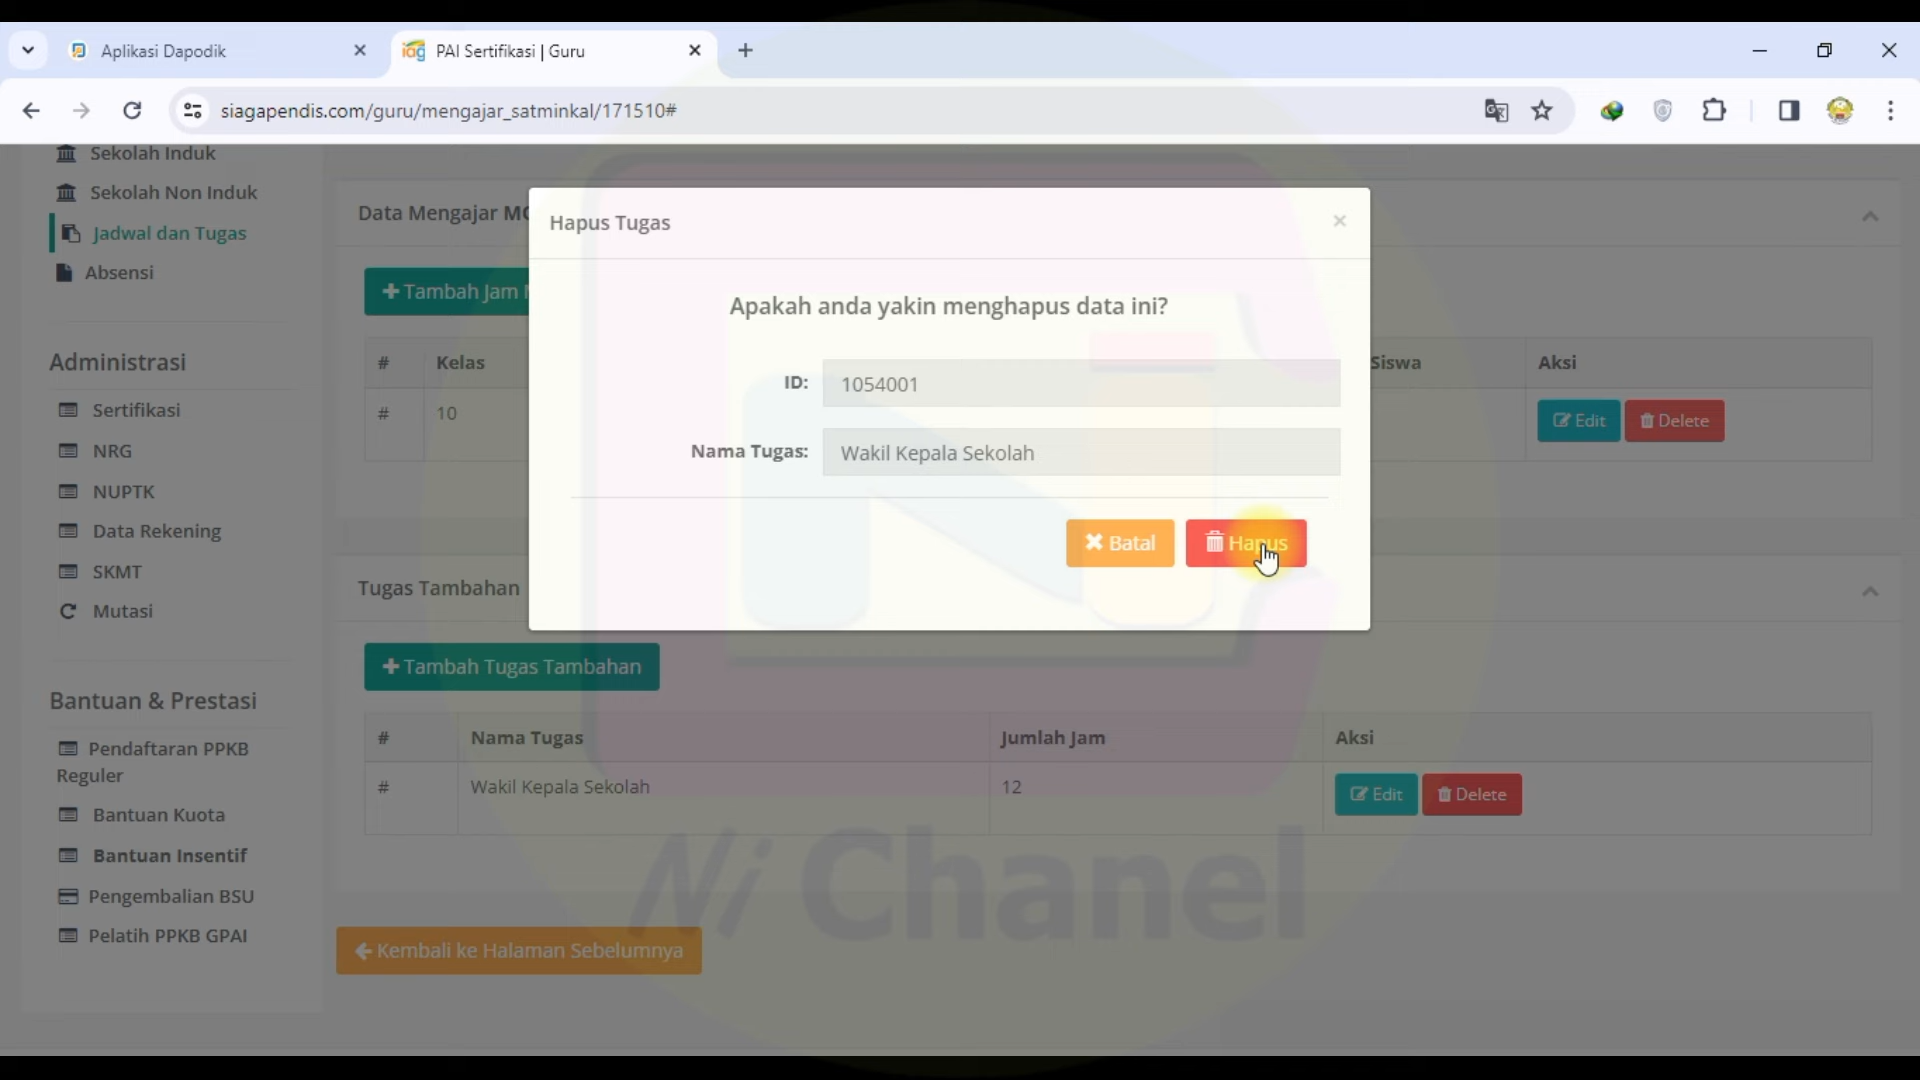 Aplikasi Dapodik
PAI Sertifikasi | Guru
siagapendis.com/guru/mengajar_satminkal/171510#
Sekolah Induk
Sekolah Non Induk
Jadwal dan Tugas
Absensi
Administrasi
Sertifikasi
NRG
NUPTK
Data Rekening
SKMT
Mutasi
Bantuan & Prestasi
Pendaftaran PPKB
Reguler
Bantuan Kuota
Bantuan Insentif
Pengembalian BSU
Pelatih PPKB GPAI
Data Mengajar
Tambah Jam
# Kelas Siswa Aksi
# 10 Edit Delete
Hapus Tugas
Apakah anda yakin menghapus data ini?
ID: 1054001
Nama Tugas: Wakil Kepala Sekolah
Batal Hapus
Tugas Tambahan
Tambah Tugas Tambahan
# Nama Tugas Jumlah Jam Aksi
# Wakil Kepala Sekolah 12 Edit Delete
Kembali ke Halaman Sebelumnya
Ni Chanel